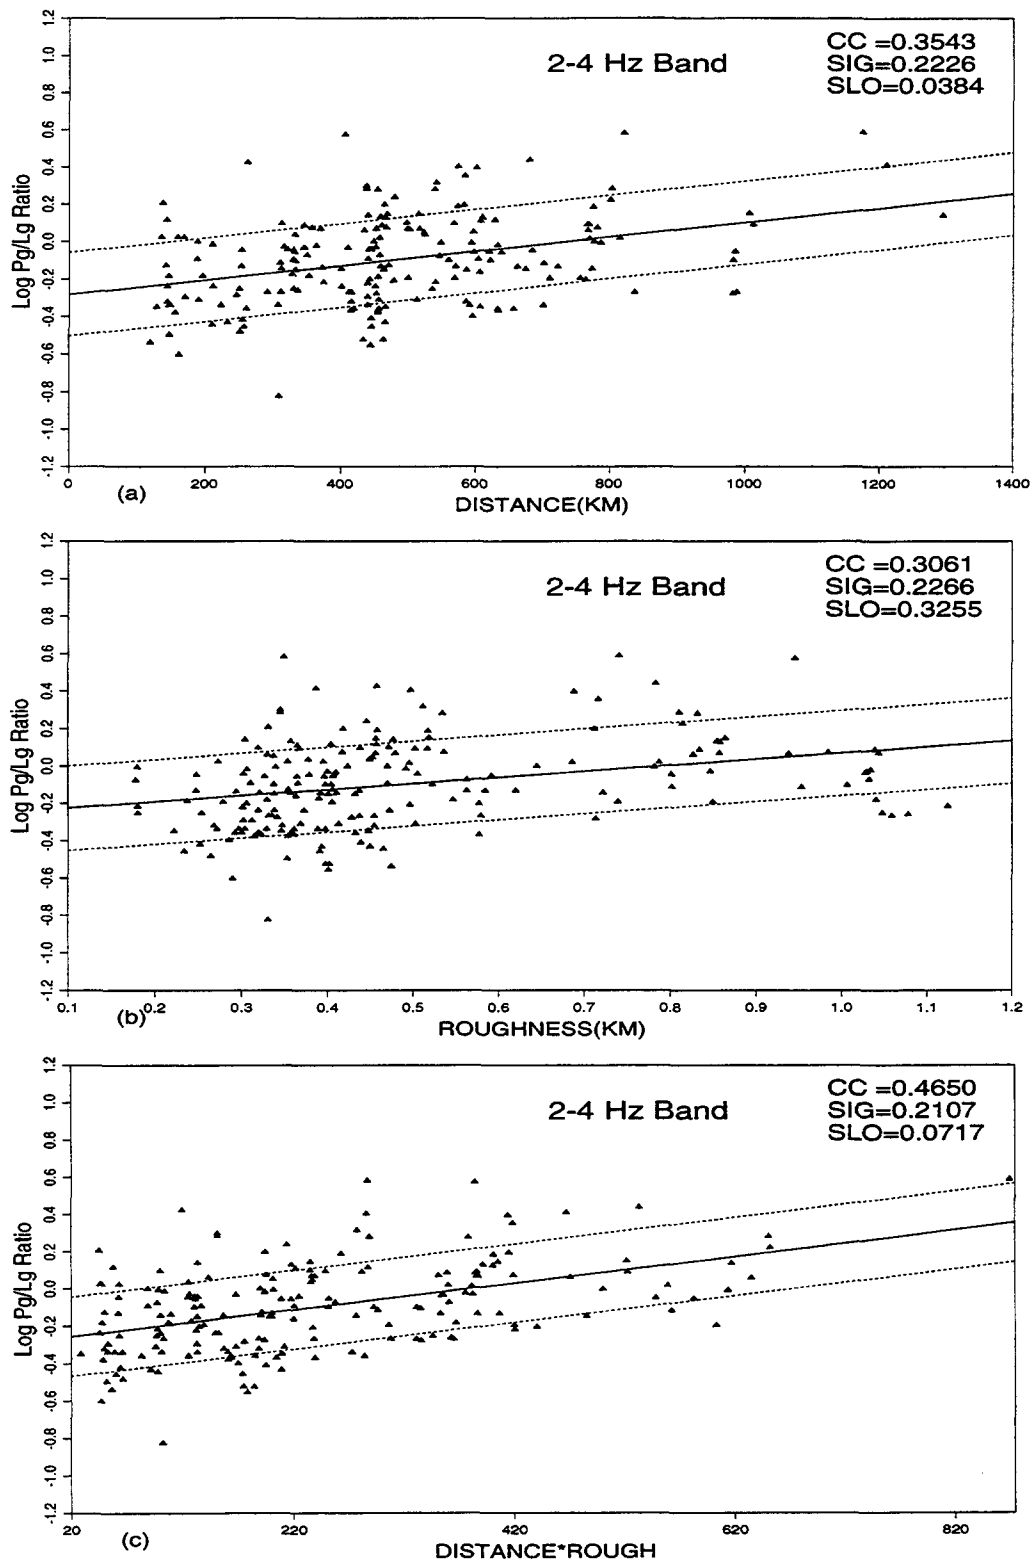 1.2
1.0
0.8
0.6
0.4
0.2
0.0
-0.2
-0.4
-0.6
-0.8
-1.0
-1.2
Log Pg/Lg Ratio
2-4 Hz Band
CC =0.3543
SIG=0.2226
SLO=0.0384
0 200 400 600 800 1000 1200 1400
(a)
DISTANCE(KM)
1.2
1.0
0.8
0.6
0.4
0.2
0.0
-0.2
-0.4
-0.6
-0.8
-1.0
-1.2
Log Pg/Lg Ratio
2-4 Hz Band
CC =0.3061
SIG=0.2266
SLO=0.3255
0.1 0.2 0.3 0.4 0.5 0.6 0.7 0.8 0.9 1.0 1.1 1.2
(b)
ROUGHNESS(KM)
1.2
1.0
0.8
0.6
0.4
0.2
0.0
-0.2
-0.4
-0.6
-0.8
-1.0
-1.2
Log Pg/Lg Ratio
2-4 Hz Band
CC =0.4650
SIG=0.2107
SLO=0.0717
20 220 420 620 820
(c)
DISTANCE*ROUGH